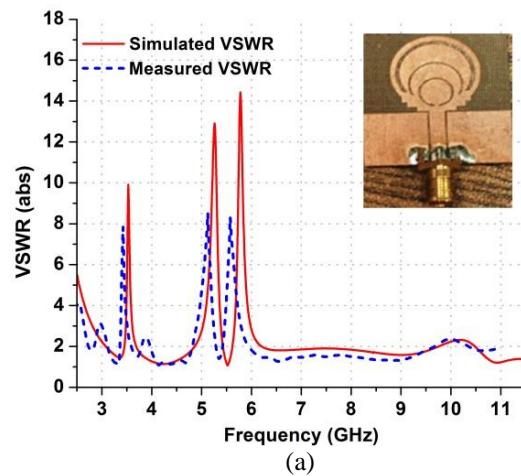 18
16
14
12
10
8
6
4
2
0
VSWR (abs)
Simulated VSWR
Measured VSWR
3 4 5 6 7 8 9 10 11
Frequency (GHz)
(a)